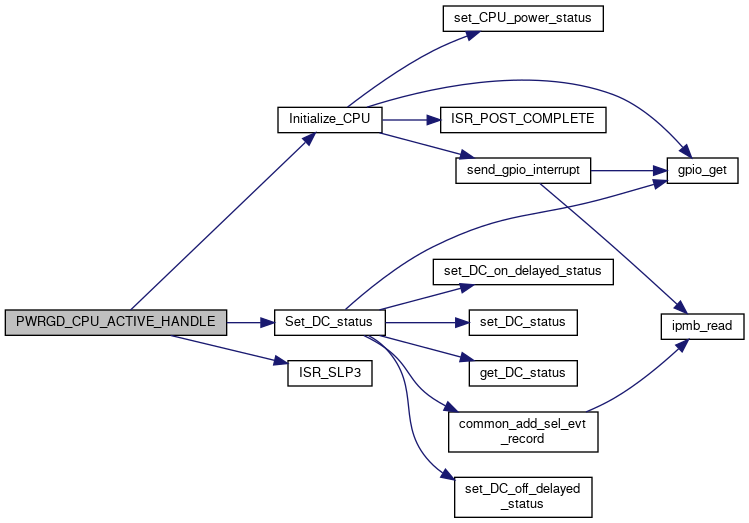 set_CPU_power_status
Initialize_CPU
ISR_POST_COMPLETE
send_gpio_interrupt
gpio_get
set_DC_on_delayed_status
PWRGD_CPU_ACTIVE_HANDLE
Set_DC_status
set_DC_status
ipmb_read
ISR_SLP3
get_DC_status
common_add_sel_evt
_record
set_DC_off_delayed
_status